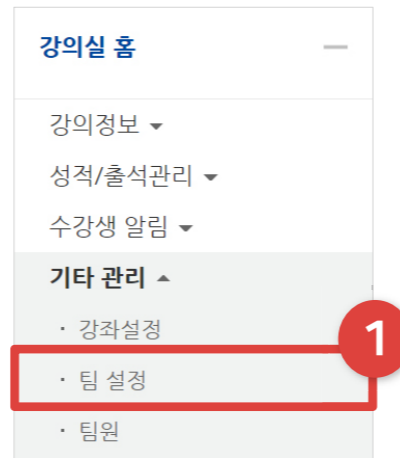 강의실 홈
강의정보
성적/출석관리
수강생 알림
기타 관리
· 강좌설정
1
· 팀 설정
· 팀원